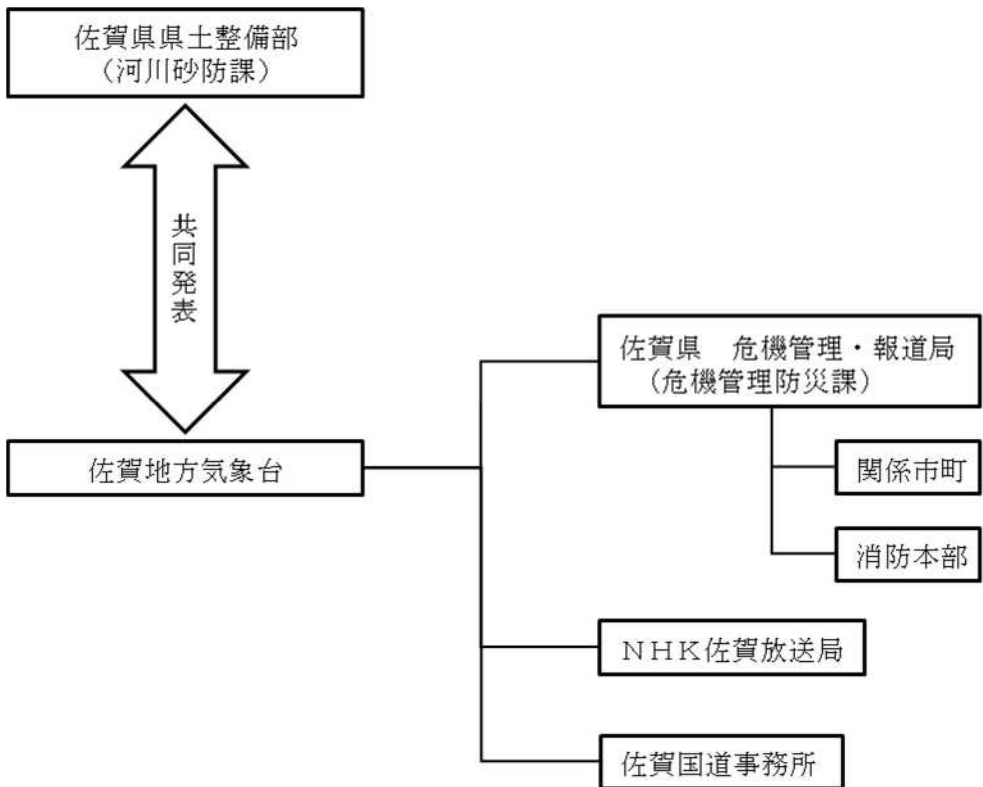 佐賀県県土整備部
（河川砂防課）
共同発表
佐賀地方気象台
佐賀県　危機管理・報道局
（危機管理防災課）
関係市町
消防本部
ＮＨＫ佐賀放送局
佐賀国道事務所